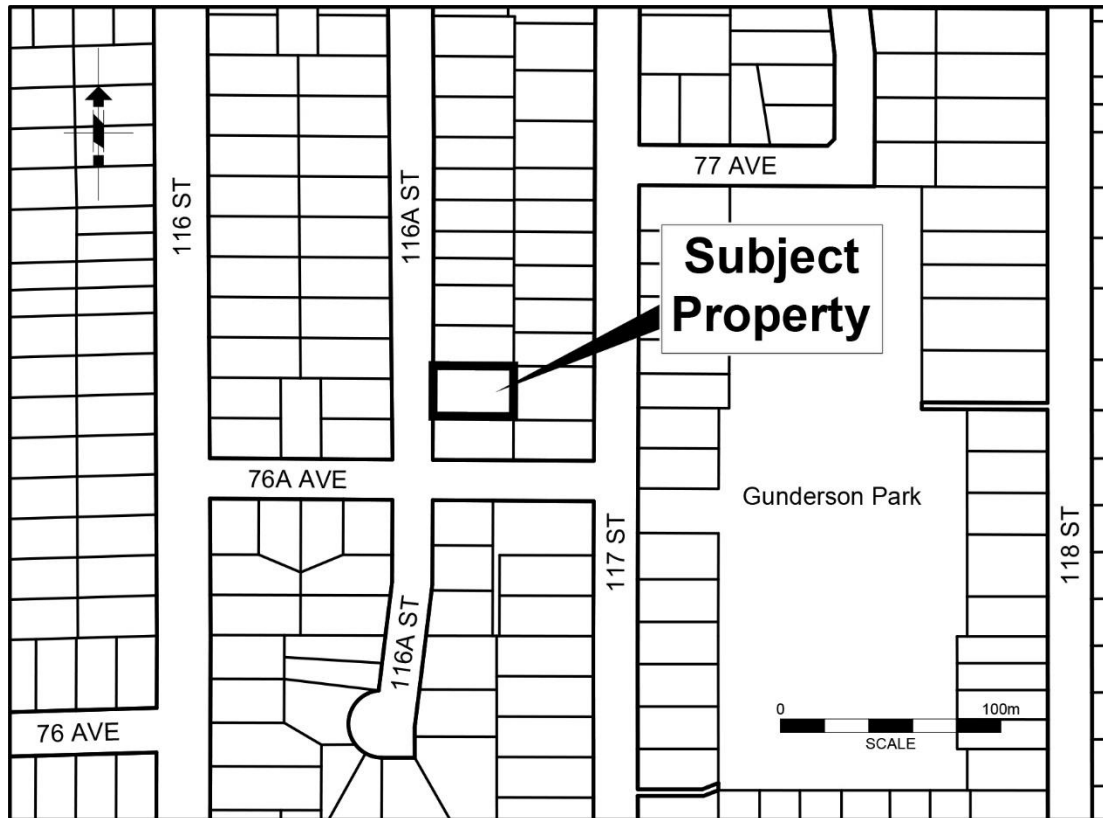 116 ST
116A ST
77 AVE
Subject
Property
76A AVE
Gunderson Park
117 ST
118 ST
116A ST
76 AVE
0 100m
SCALE